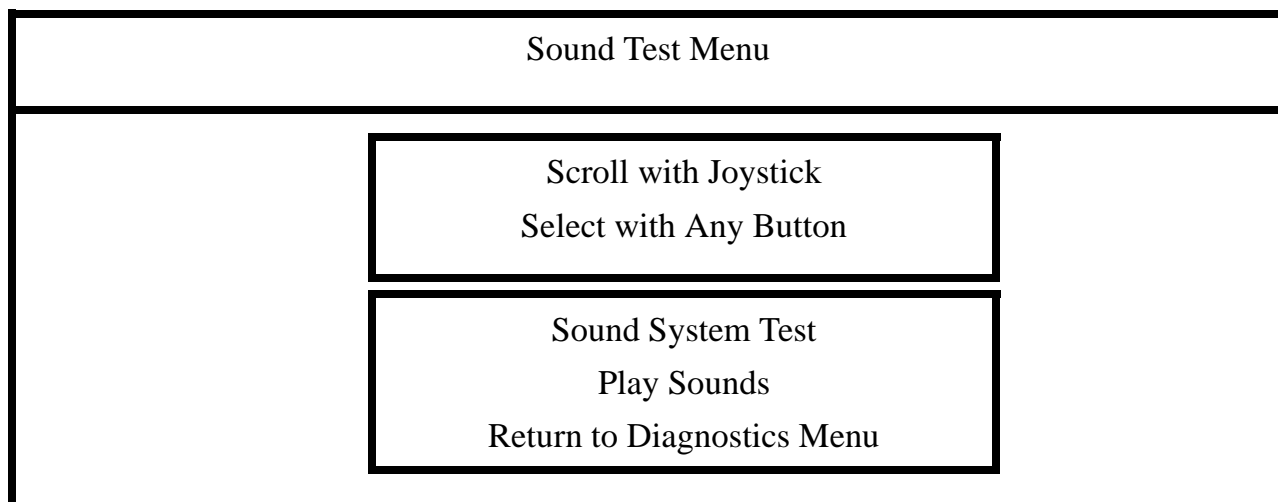 Sound Test Menu
Scroll with Joystick
Select with Any Button
Sound System Test
Play Sounds
Return to Diagnostics Menu